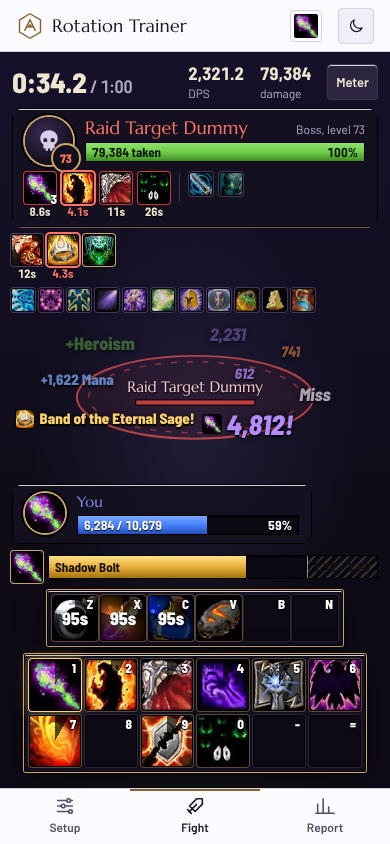 Rotation Trainer
0:34.2 / 1:00
2,321.2
DPS
79,384
damage
Meter
Raid Target Dummy
Boss, level 73
73
79,384 taken
100%
3
8.6s
4.1s
11s
26s
12s
4.3s
+Heroism
2,231
741
612
+1,622 Mana
Raid Target Dummy
Miss
Band of the Eternal Sage!
4,812!
You
6,284 / 10,679
59%
Shadow Bolt
Z
95s
X
95s
C
95s
V
B
N
1
2
3
4
5
6
7
8
9
0
-
=
Setup
Fight
Report